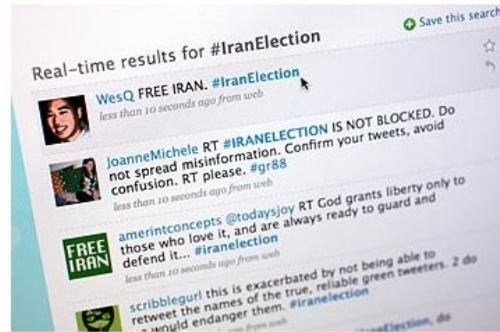 Save this search
Real-time results for #IranElection
WesQ FREE IRAN. #IranElection
less than 10 seconds ago from web
JoanneMichele RT #IRANELECTION IS NOT BLOCKED. Do
not spread misinformation. Confirm your tweets, avoid
confusion. RT please. #gr88
less than 10 seconds ago from web
FREE
IRAN
amerintconcepts @todaysjoy RT God grants liberty only to
those who love it, and are always ready to guard and
defend it... #iranelection
less than 10 seconds ago from web
scribblegurl this is exacerbated by not being able to
retweet the names of the true, reliable green tweeters. 2 do
would endanger them. #iranelection